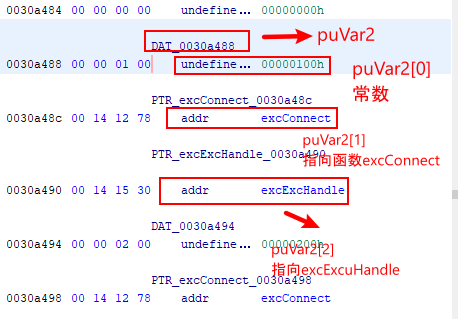 0030a484 00 00 00 00 undefine... 00000000h
DAT_0030a488 puVar2
0030a488 00 00 01 00 undefine... 00000100h
puVar2[0]
常数
PTR_excConnect_0030a48c
0030a48c 00 14 12 78 addr excConnect
puVar2[1]
指向函数excConnect
PTR_excExcHandle_0030a490
0030a490 00 14 15 30 addr excExcHandle
DAT_0030a494
0030a494 00 00 02 00 undefine... 00000200h
puVar2[2]
指向excExcuHandle
PTR_excConnect_0030a498
0030a498 00 14 12 78 addr excConnect